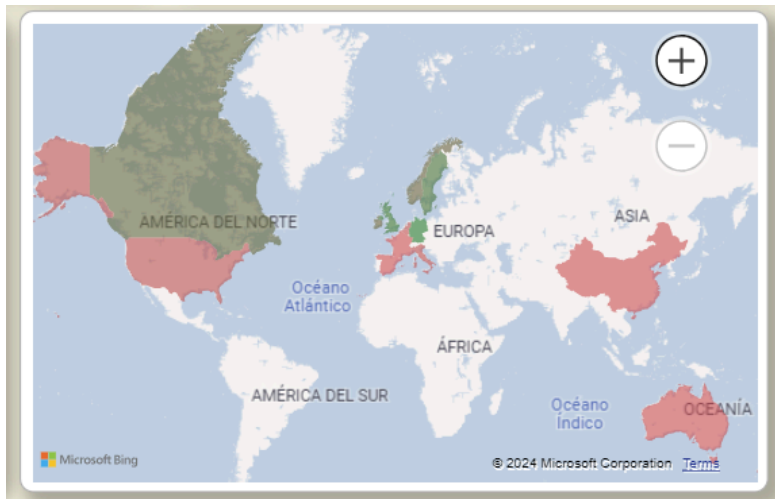 AMÉRICA DEL NORTE
EUROPA
ASIA
Océano
Atlántico
ÁFRICA
AMÉRICA DEL SUR
Océano
Índico
OCEANÍA
Microsoft Bing
© 2024 Microsoft Corporation Terms